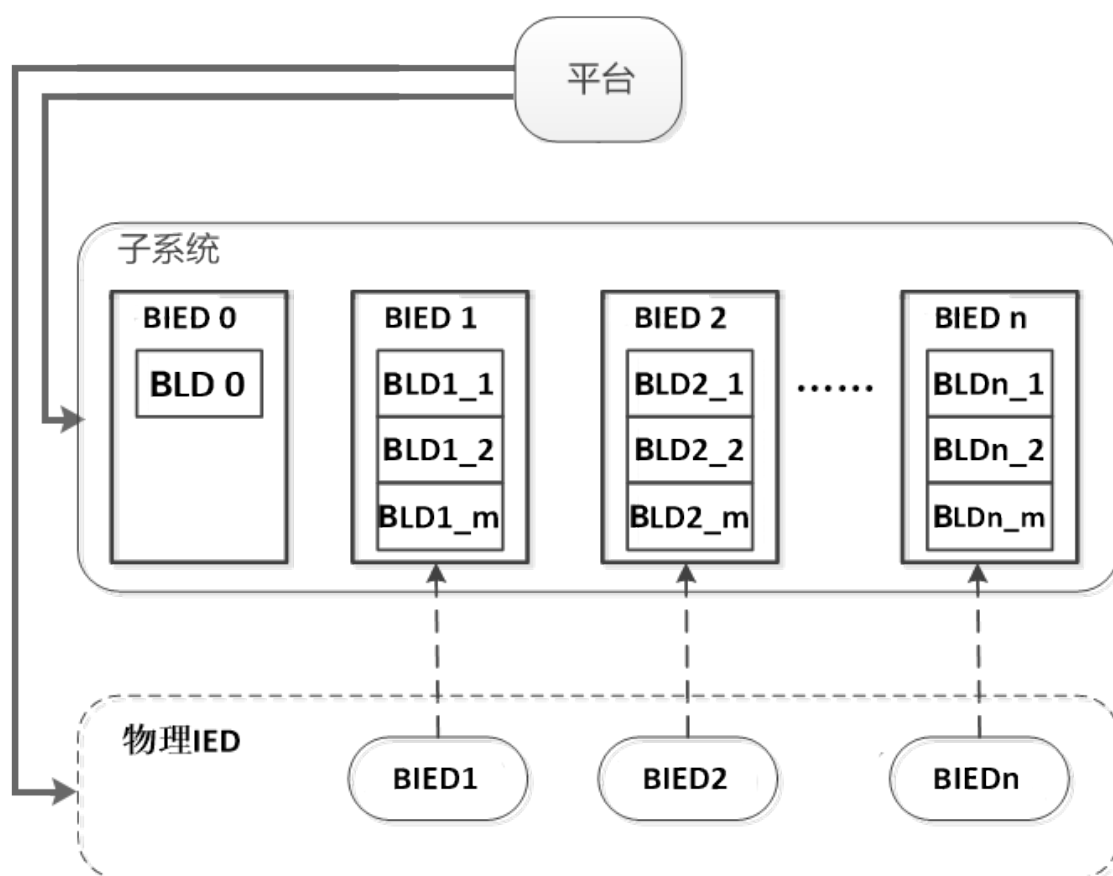 平台
子系统
BIED 0
BLD 0
BIED 1
BLD1_1
BLD1_2
BLD1_m
BIED 2
BLD2_1
BLD2_2
BLD2_m
......
BIED n
BLDn_1
BLDn_2
BLDn_m
物理IED
BIED1
BIED2
BIEDn